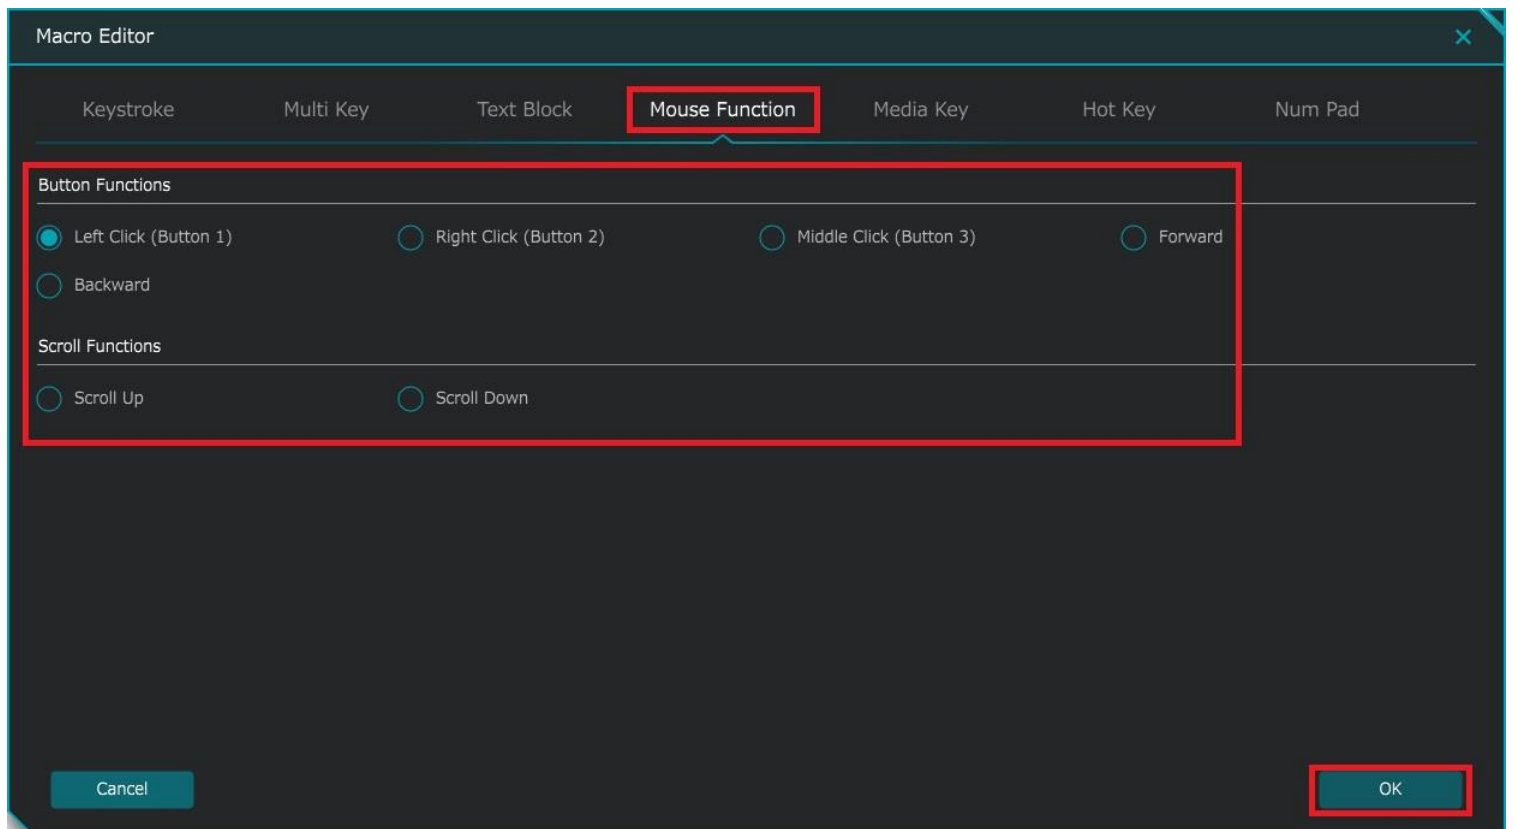 Macro Editor
Keystroke Multi Key Text Block Mouse Function Media Key Hot Key Num Pad
Button Functions
Left Click (Button 1) Right Click (Button 2) Middle Click (Button 3) Forward
Backward
Scroll Functions
Scroll Up Scroll Down
Cancel OK